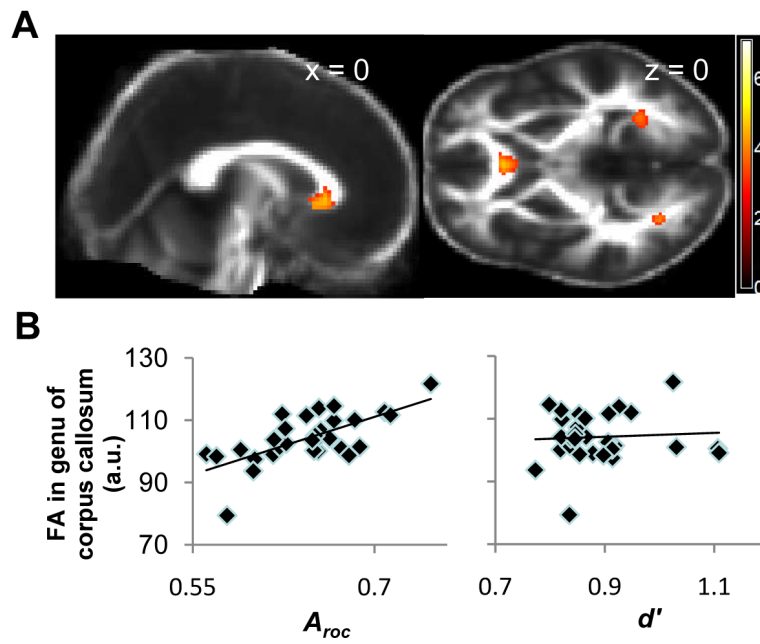 A
x = 0
z = 0
6
4
2
0
B
FA in genu of
corpus callosum
(a.u.)
130
110
90
70
0.55
0.7
A roc
0.7
0.9
1.1
d'